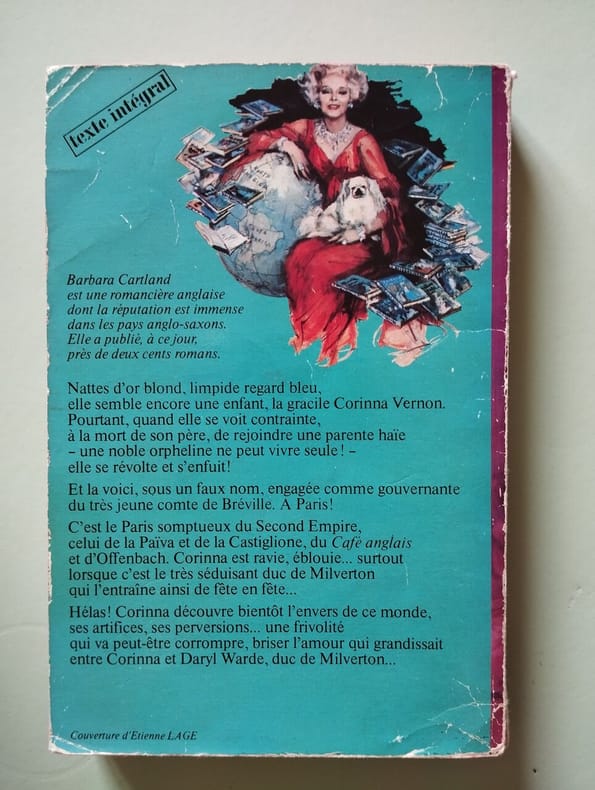 texte intégral
Barbara Cartland
est une romancière anglaise
dont la réputation est immense
dans les pays anglo-saxons.
Elle a publié, à ce jour,
près de deux cents romans.
Nattes d'or blond, limpide regard bleu,
elle semble encore une enfant, la gracile Corinna Vernon.
Pourtant, quand elle se voit contrainte,
à la mort de son père, de rejoindre une parente haïe
– une noble orpheline ne peut vivre seule ! –
elle se révolte et s'enfuit!
Et la voici, sous un faux nom, engagée comme gouvernante
du très jeune comte de Bréville. A Paris!
C'est le Paris somptueux du Second Empire,
celui de la Païva et de la Castiglione, du Café anglais
et d'Offenbach. Corinna est ravie, éblouie... surtout
lorsque c'est le très séduisant duc de Milverton
qui l'entraîne ainsi de fête en fête...
Hélas! Corinna découvre bientôt l'envers de ce monde,
ses artifices, ses perversions... une frivolité
qui va peut-être corrompre, briser l'amour qui grandissait
entre Corinna et Daryl Warde, duc de Milverton...
Couverture d'Etienne LAGE